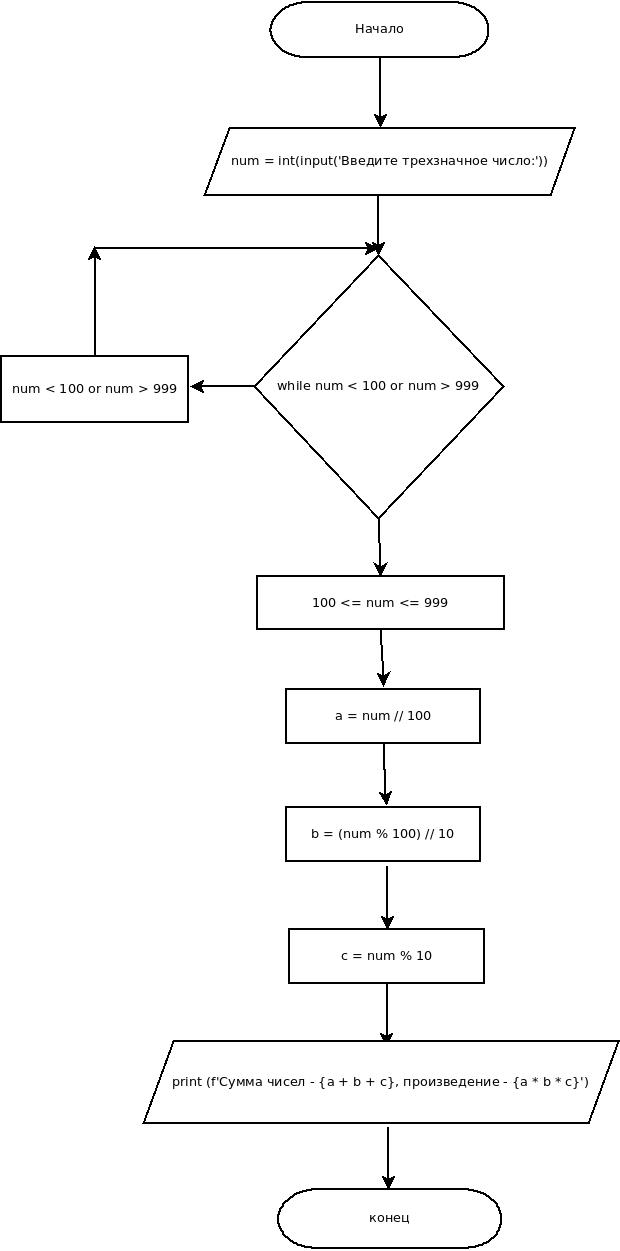 Начало
num = int(input('Введите трехзначное число:'))
while num < 100 or num > 999
num < 100 or num > 999
100 <= num <= 999
a = num // 100
b = (num % 100) // 10
c = num % 10
print (f'Сумма чисел - {a + b + c}, произведение - {a * b * c}')
конец